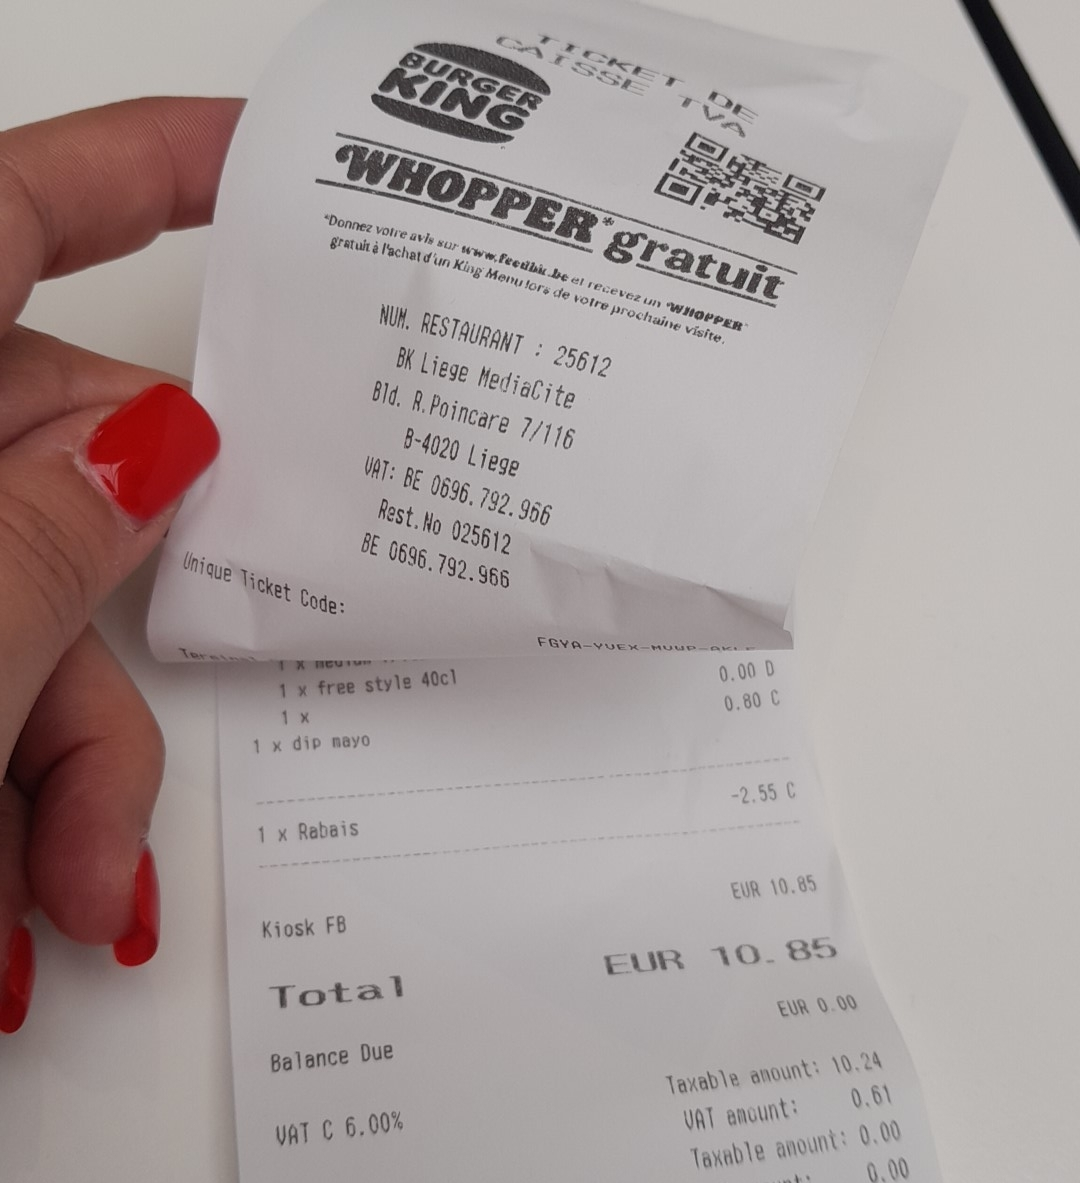 TICKET DE
CAISSE TVA
BURGER
KING
WHOPPER* gratuit
*Donnez votre avis sur www.feedbk.be et recevez un WHOPPER
gratuit à l'achat d'un King Menu lors de votre prochaine visite.
NUM. RESTAURANT : 25612
BK Liege MediaCite
Bld. R.Poincare 7/116
B-4020 Liege
VAT: BE 0696.792.966
Rest.No 025612
BE 0696.792.966
Unique Ticket Code:
1 x
1 x free style 40cl 0.00 D
1 x 0.80 C
1 x dip mayo
-2.55 C
1 x Rabais
EUR 10.85
Kiosk FB
Total EUR 10.85
EUR 0.00
Balance Due
Taxable amount: 10.24
VAT C 6.00% VAT amount: 0.61
Taxable amount: 0.00
0.00